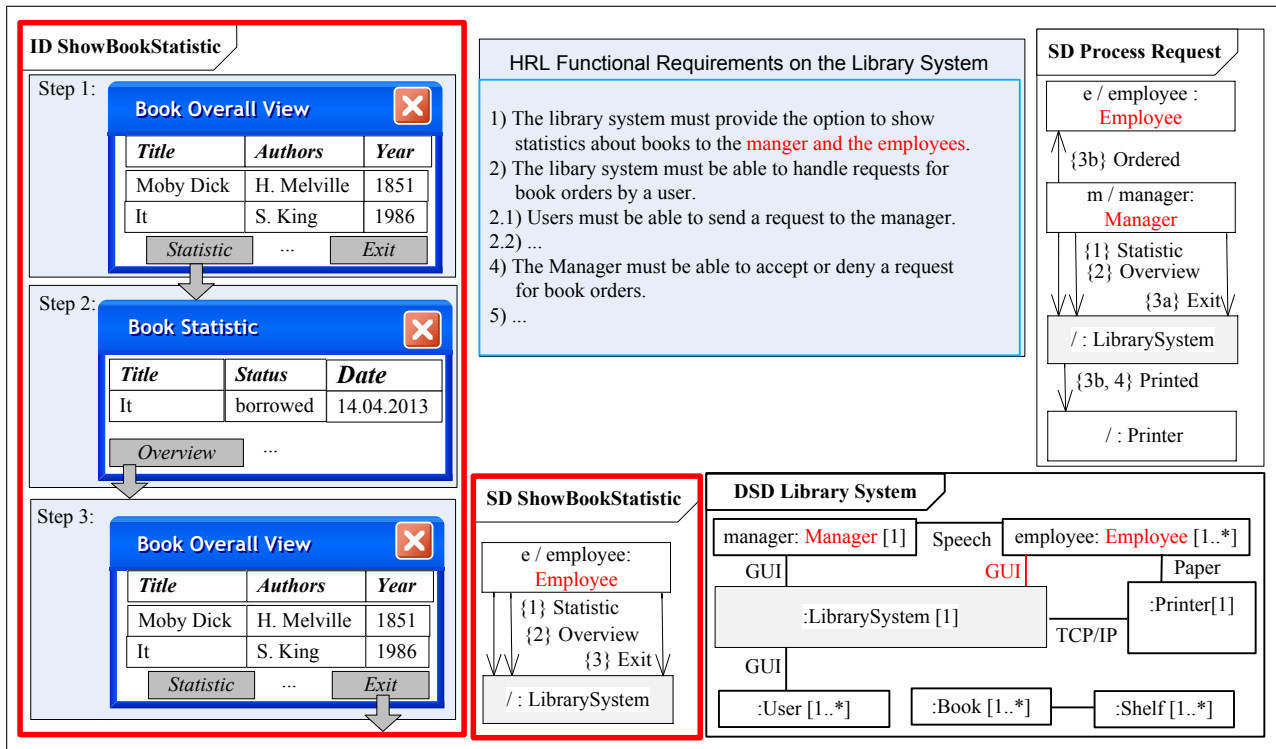 ID ShowBookStatistic
Step 1:
Book Overall View
Title Authors Year
Moby Dick H. Melville 1851
It S. King 1986
Statistic ... Exit
Step 2:
Book Statistic
Title Status Date
It borrowed 14.04.2013
Overview ...
Step 3:
Book Overall View
Title Authors Year
Moby Dick H. Melville 1851
It S. King 1986
Statistic ... Exit
HRL Functional Requirements on the Library System
1) The library system must provide the option to show
statistics about books to the manger and the employees.
2) The libary system must be able to handle requests for
book orders by a user.
2.1) Users must be able to send a request to the manager.
2.2) ...
4) The Manager must be able to accept or deny a request
for book orders.
5) ...
SD Process Request
e / employee :
Employee
{3b} Ordered
m / manager:
Manager
{1} Statistic
{2} Overview
{3a} Exit
/ : LibrarySystem
{3b, 4} Printed
/ : Printer
SD ShowBookStatistic
e / employee:
Employee
{1} Statistic
{2} Overview
{3} Exit
/ : LibrarySystem
DSD Library System
manager: Manager [1] Speech employee: Employee [1..*]
GUI GUI Paper
:LibrarySystem [1] :Printer[1]
TCP/IP
GUI
:User [1..*] :Book [1..*] :Shelf [1..*]